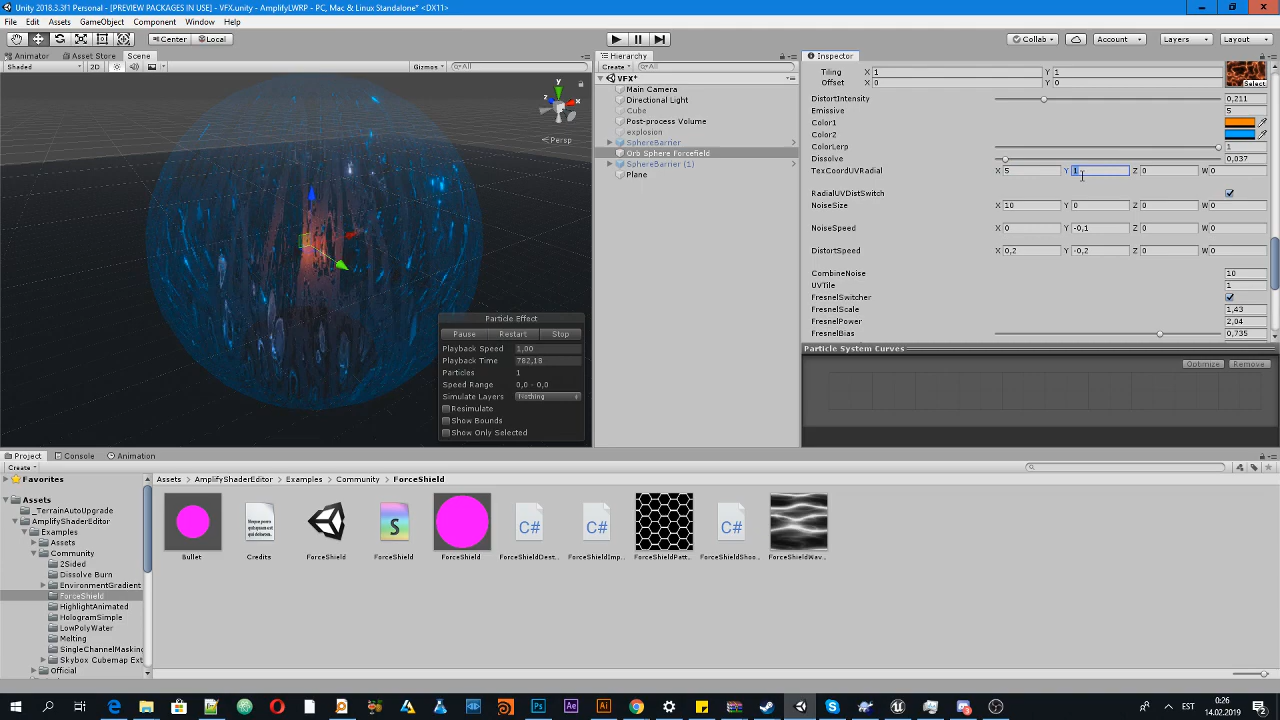 Unity 2018.3.3f1 Personal - [PREVIEW PACKAGES IN USE] - VFX.unity - AmplifyLWRP - PC, Mac & Linux Standalone* <DX11>
File Edit Assets GameObject Component Window Help
Center Local Collab Account Layers Layout
Animator Asset Store Scene Hierarchy Inspector
Shaded 2D Gizmos All Create All
VFX*
Main Camera
Directional Light
Cube
Post-process Volume
explosion
SphereBarrier
Orb Sphere Forcefield
SphereBarrier (1)
Plane
y
x
Persp
Particle Effect
Pause Restart Stop
Playback Speed 1,00
Playback Time 782,18
Particles 1
Speed Range 0,0 - 0,0
Simulate Layers Nothing
Resimulate
Show Bounds
Show Only Selected
Tiling X 1 Y 1
Offset X 0 Y 0
Select
DistortIntensity 0,211
Emissive 5
Color1
Color2
ColorLerp 1
Dissolve 0,037
TexCoordUVRadial X 5 Y 1 Z 0 W 0
RadialUVDistSwitch
NoiseSize X 10 Y 0 Z 0 W 0
NoiseSpeed X 0 Y -0,1 Z 0 W 0
DistortSpeed X 0,2 Y -0,2 Z 0 W 0
CombineNoise 10
UVTile 1
FresnelSwitcher
FresnelScale 1,43
FresnelPower 2,04
FresnelBias 0,735
Particle System Curves
Optimize Remove
Project Console Animation
Create
Favorites
Assets
_TerrainAutoUpgrade
AmplifyShaderEditor
Examples
Assets
Community
2Sided
Dissolve Burn
EnvironmentGradient
ForceShield
HighlightAnimated
HologramSimple
LowPolyWater
Melting
SingleChannelMasking
Skybox Cubemap Ext
Official
Assets AmplifyShaderEditor Examples Community ForceShield
Bullet Credits ForceShield ForceShield ForceShield ForceShieldDest... ForceShieldImp... ForceShieldPatt... ForceShieldShoo... ForceShieldWav...
0:26
14.02.2019